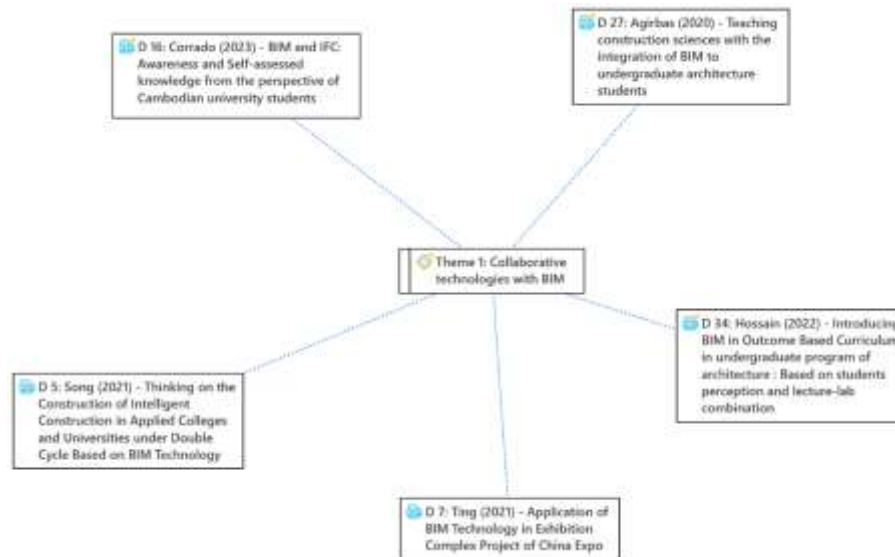 D 16: Corrado (2023) - BIM and IFC:
Awareness and Self-assessed
knowledge from the perspective of
Cambodian university students
D 27: Agirbas (2020) - Teaching
construction sciences with the
integration of BIM to
undergraduate architecture
students
Theme 1: Collaborative
technologies with BIM
D 34: Hossain (2022) - Introducing
BIM in Outcome Based Curriculum
in undergraduate program of
architecture : Based on students
perception and lecture-lab
combination
D 5: Song (2021) - Thinking on the
Construction of Intelligent
Construction in Applied Colleges
and Universities under Double
Cycle Based on BIM Technology
D 7: Ting (2021) - Application of
BIM Technology in Exhibition
Complex Project of China Expo